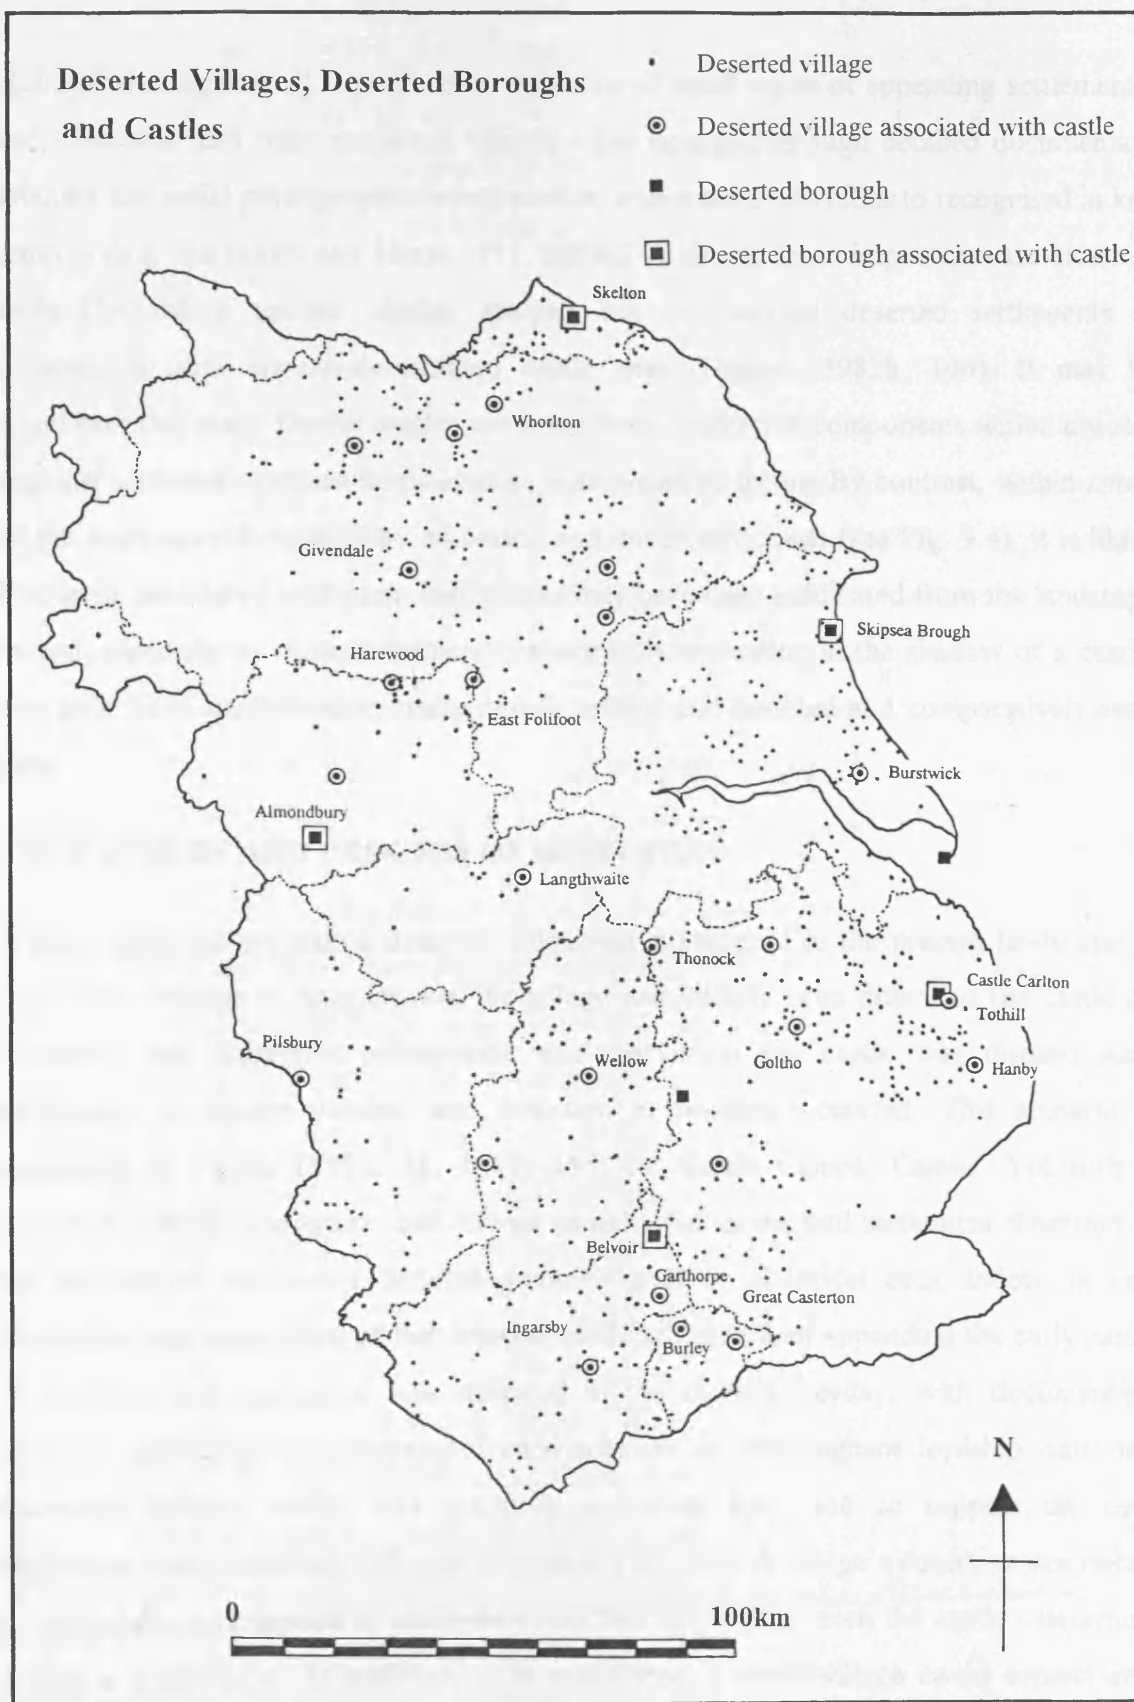 Deserted Villages, Deserted Boroughs
and Castles
Deserted village
Deserted village associated with castle
Deserted borough
Deserted borough associated with castle
Skelton
Whorlton
Givendale
Skipsea Brough
Harewood
East Folifoot
Burstwick
Almondbury
Langthwaite
Thonock
Castle Carlton
Tothill
Pilsbury
Wellow
Goltho
Hanby
Belvoir
Garthorpe
Great Casterton
Ingarsby
Burley
N
0 100km